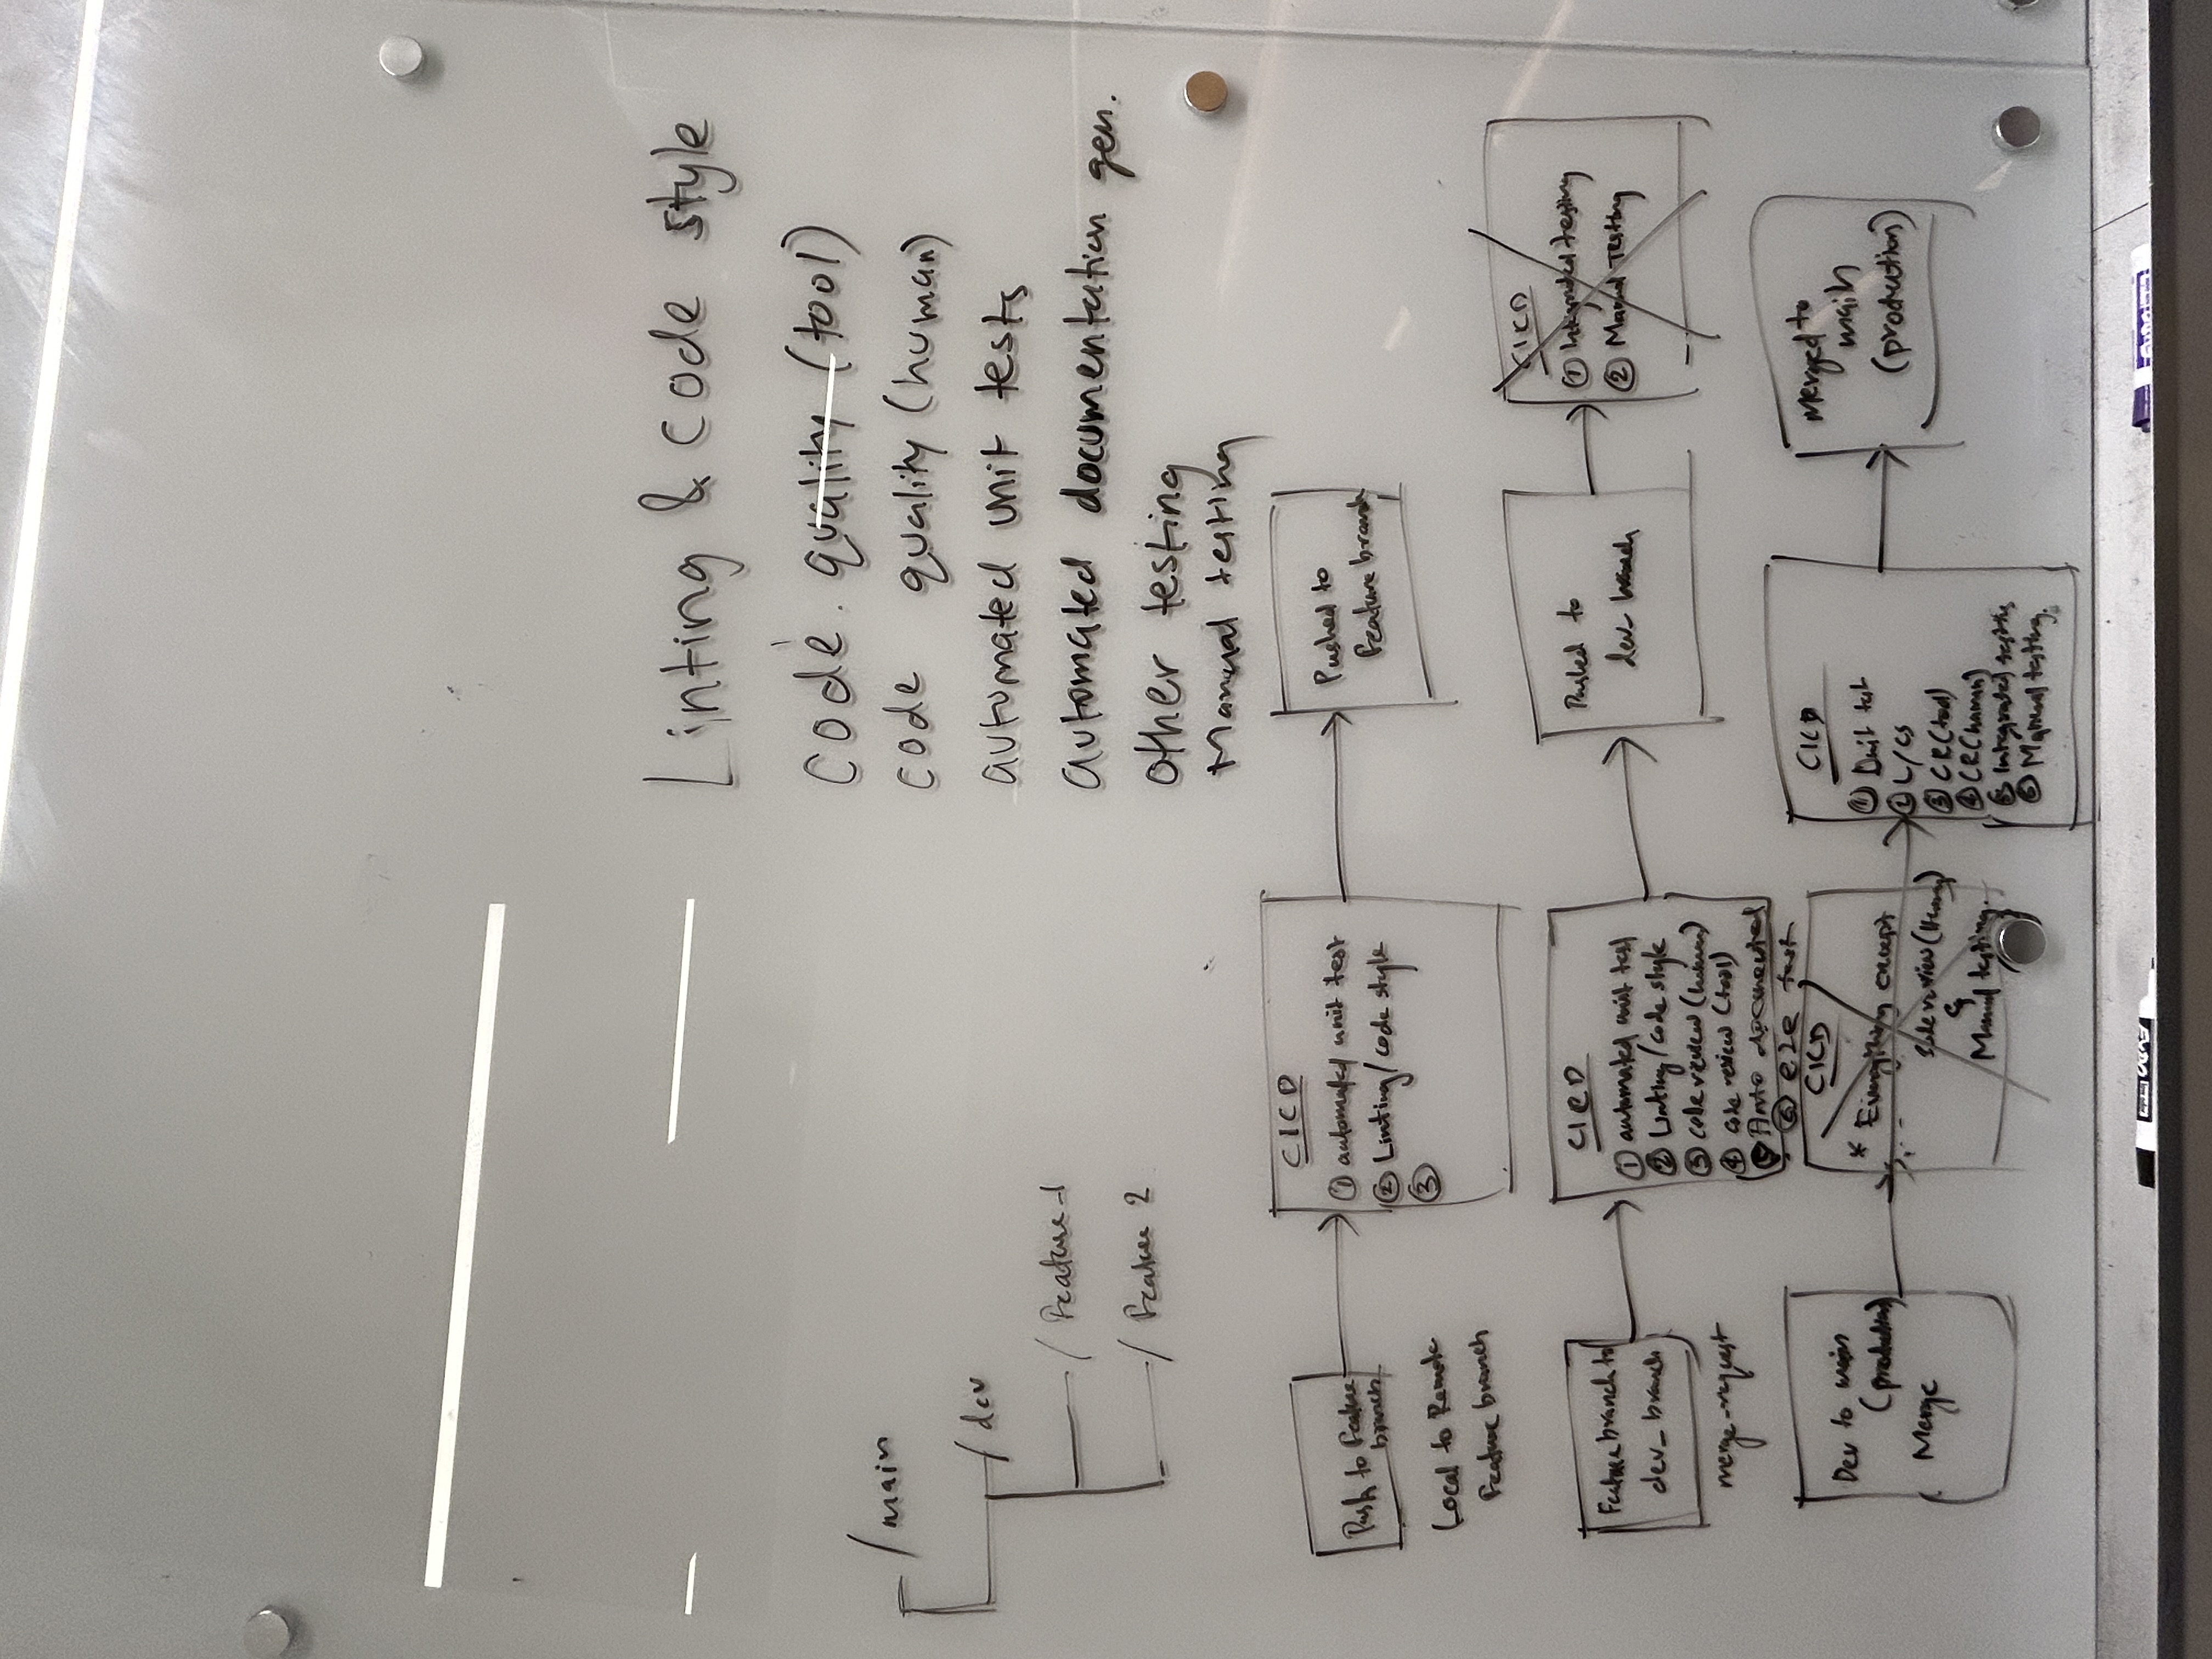 Linting & code style
code quality (tool)
code quality (human)
automated unit tests
automated documentation gen.
other testing
Manual testing
/main
/dev
/ Feature-1
/ Feature 2
Push to Feature
branch
Local to Remote
Feature branch
CICD
① automated unit test
② Linting/code style
③
Pushed to
Feature branch
Feature branch to
dev_branch
merge-request
CICD
① automated unit test
② Linting/code style
③ code review (human)
④ code review (tool)
⑤ Auto documented
⑥ e2e test
Pushed to
dev_branch
CICD
① Integrated testing
② Manual Testing
Dev to main
(production)
Merge
CICD
* Everything except
code review (Human)
&
Manual testing.
CICD
① Unit test
② L/CS
③ CR(tool)
④ CR(human)
⑤ Integrated testing
⑥ Manual testing.
Merged to
main
(production)
EXPO